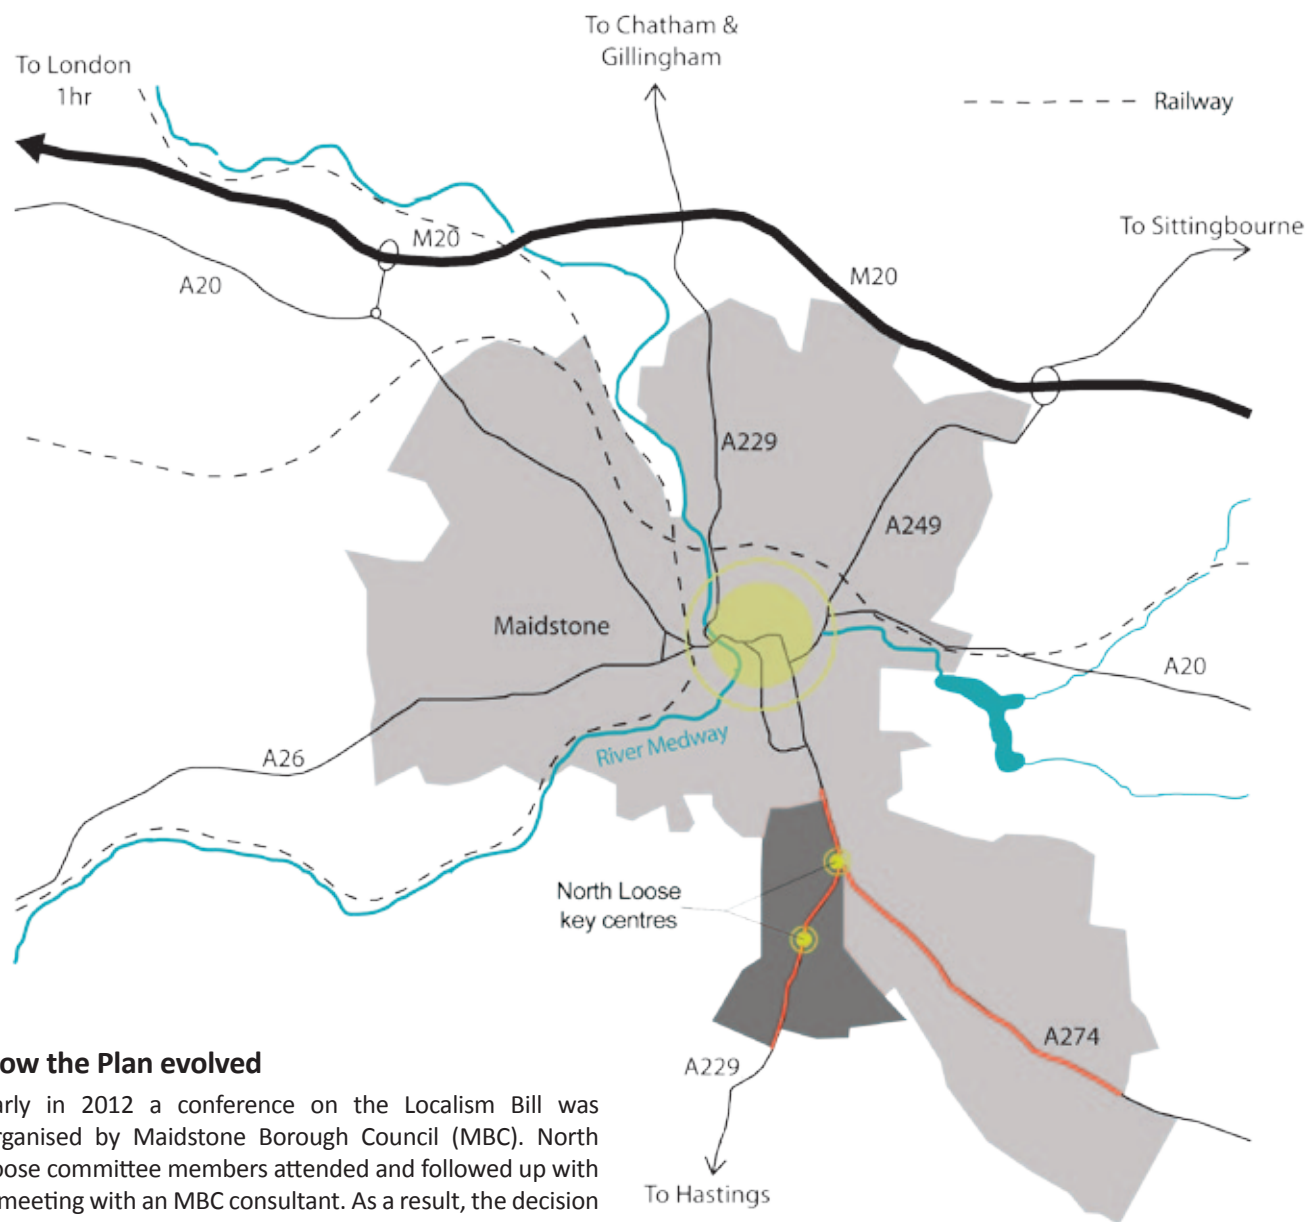 To Chatham &
Gillingham
To London
1hr
Railway
To Sittingbourne
M20
A20
M20
A229
A249
Maidstone
A20
River Medway
A26
North Loose
key centres
A274
A229
To Hastings
ow the Plan evolved
arly in 2012 a conference on the Localism Bill was
rganised by Maidstone Borough Council (MBC). North
oose committee members attended and followed up with
meeting with an MBC consultant. As a result, the decision